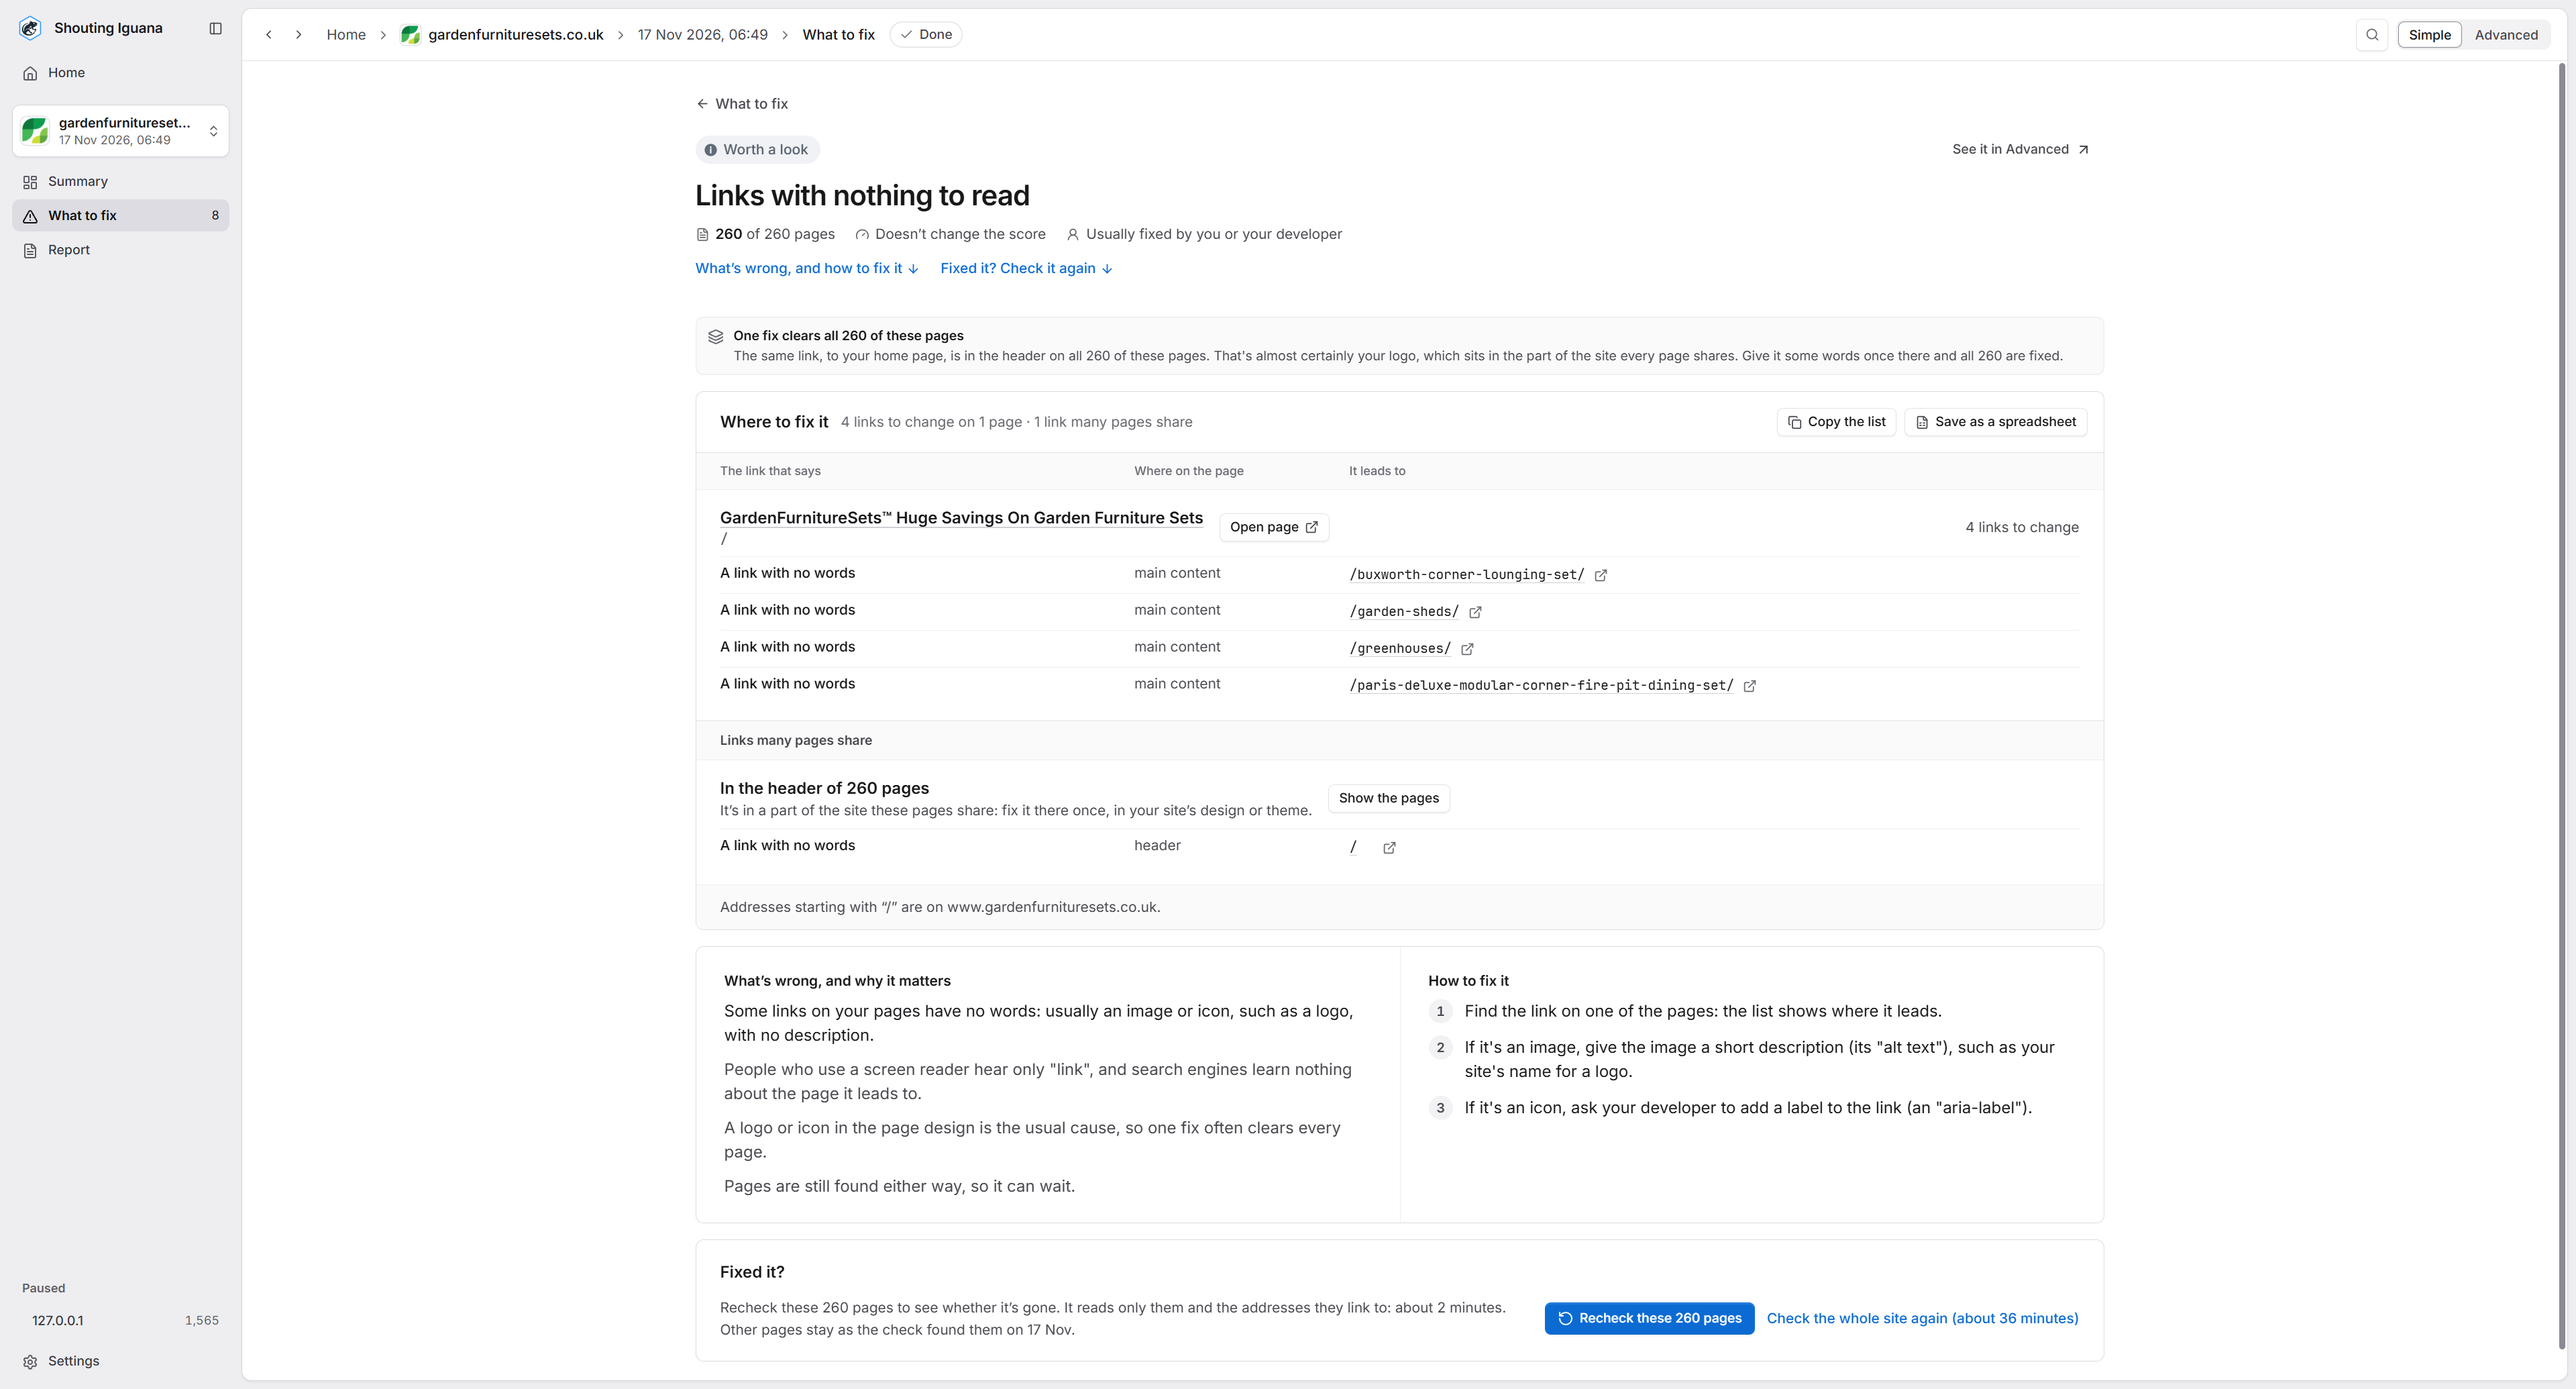 Shouting Iguana
Home
gardenfurnitureset...
17 Nov 2026, 06:49
Summary
What to fix 8
Report
Paused
127.0.0.1 1,565
Settings
Home gardenfurnituresets.co.uk 17 Nov 2026, 06:49 What to fix Done
Simple Advanced
What to fix
Worth a look
See it in Advanced
Links with nothing to read
260 of 260 pages Doesn’t change the score Usually fixed by you or your developer
What’s wrong, and how to fix it Fixed it? Check it again
One fix clears all 260 of these pages
The same link, to your home page, is in the header on all 260 of these pages. That's almost certainly your logo, which sits in the part of the site every page shares. Give it some words once there and all 260 are fixed.
Where to fix it 4 links to change on 1 page · 1 link many pages share
Copy the list Save as a spreadsheet
The link that says Where on the page It leads to
GardenFurnitureSets™ Huge Savings On Garden Furniture Sets
/
Open page
4 links to change
A link with no words main content /buxworth-corner-lounging-set/
A link with no words main content /garden-sheds/
A link with no words main content /greenhouses/
A link with no words main content /paris-deluxe-modular-corner-fire-pit-dining-set/
Links many pages share
In the header of 260 pages
It’s in a part of the site these pages share: fix it there once, in your site’s design or theme.
Show the pages
A link with no words header /
Addresses starting with “/” are on www.gardenfurnituresets.co.uk.
What’s wrong, and why it matters
Some links on your pages have no words: usually an image or icon, such as a logo,
with no description.
People who use a screen reader hear only "link", and search engines learn nothing
about the page it leads to.
A logo or icon in the page design is the usual cause, so one fix often clears every
page.
Pages are still found either way, so it can wait.
How to fix it
1 Find the link on one of the pages: the list shows where it leads.
2 If it's an image, give the image a short description (its "alt text"), such as your
site's name for a logo.
3 If it's an icon, ask your developer to add a label to the link (an "aria-label").
Fixed it?
Recheck these 260 pages to see whether it’s gone. It reads only them and the addresses they link to: about 2 minutes.
Other pages stay as the check found them on 17 Nov.
Recheck these 260 pages
Check the whole site again (about 36 minutes)